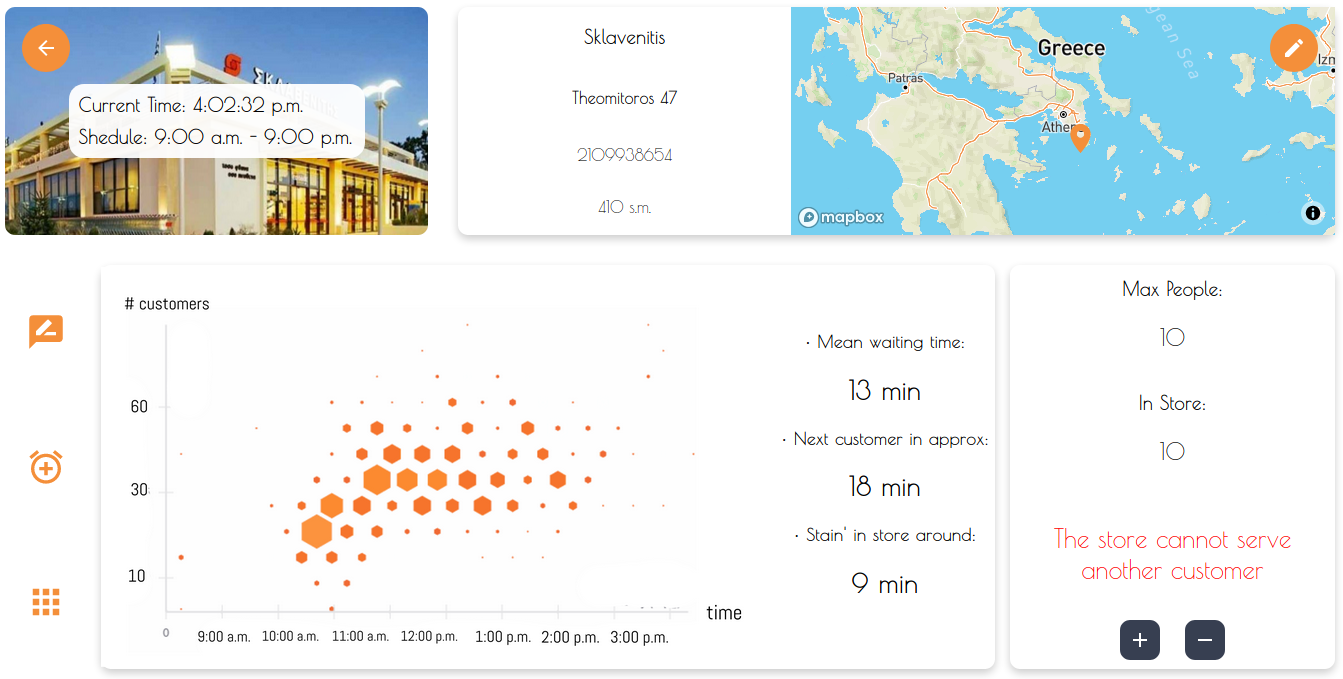 ΣΚΛΑΒΕΝΙΤΗΣ
Current Time: 4:02:32 p.m.
Shedule: 9:00 a.m. - 9:00 p.m.
Sklavenitis
Theomitoros 47
2109938654
410 s.m.
Greece
Aegean Sea
Patras
Athens
Izm
mapbox
# customers
60
30
10
0
9:00 a.m.
10:00 a.m.
11:00 a.m.
12:00 p.m.
1:00 p.m.
2:00 p.m.
3:00 p.m.
time
· Mean waiting time:
13 min
· Next customer in approx:
18 min
· Stain' in store around:
9 min
Max People:
10
In Store:
10
The store cannot serve
another customer